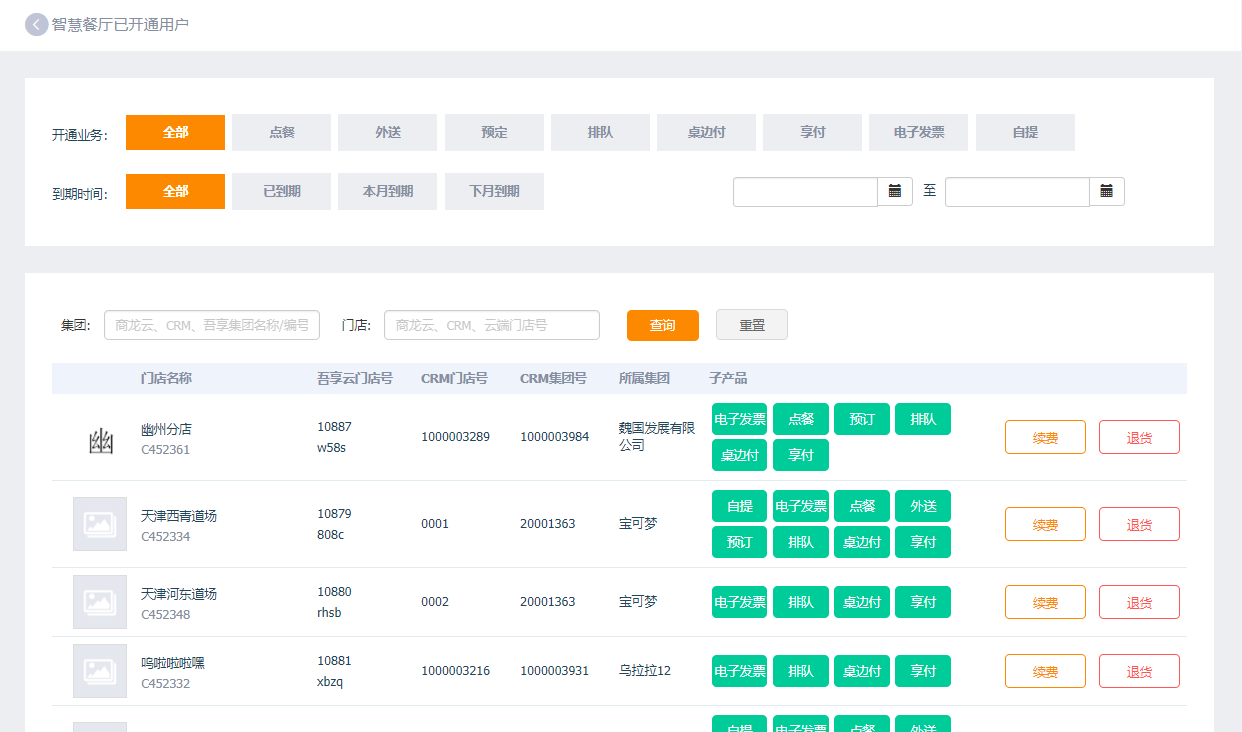 智慧餐厅已开通用户
开通业务: 全部 点餐 外送 预定 排队 桌边付 享付 电子发票 自提
到期时间: 全部 已到期 本月到期 下月到期 至
集团: 商龙云、CRM、吾享集团名称/编号 门店: 商龙云、CRM、云端门店号 查询 重置
门店名称 吾享云门店号 CRM门店号 CRM集团号 所属集团 子产品
幽 幽州分店 C452361 10887 w58s 1000003289 1000003984 魏国发展有限公司 电子发票 点餐 预订 排队 续费 退货
桌边付 享付
天津西青道场 C452334 10879 808c 0001 20001363 宝可梦 自提 电子发票 点餐 外送 续费 退货
预订 排队 桌边付 享付
天津河东道场 C452348 10880 rhsb 0002 20001363 宝可梦 电子发票 排队 桌边付 享付 续费 退货
呜啦啦啦嘿 C452332 10881 xbzq 1000003216 1000003931 乌拉拉12 电子发票 排队 桌边付 享付 续费 退货
自提 电子发票 点餐 外送